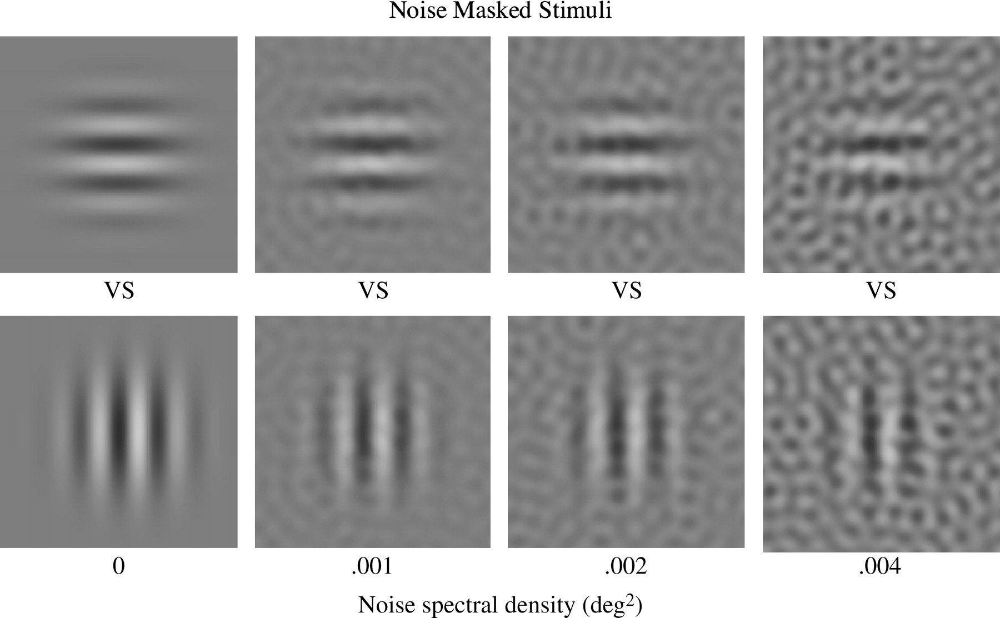 Noise Masked Stimuli
VS VS VS VS
0 .001 .002 .004
Noise spectral density (deg²)